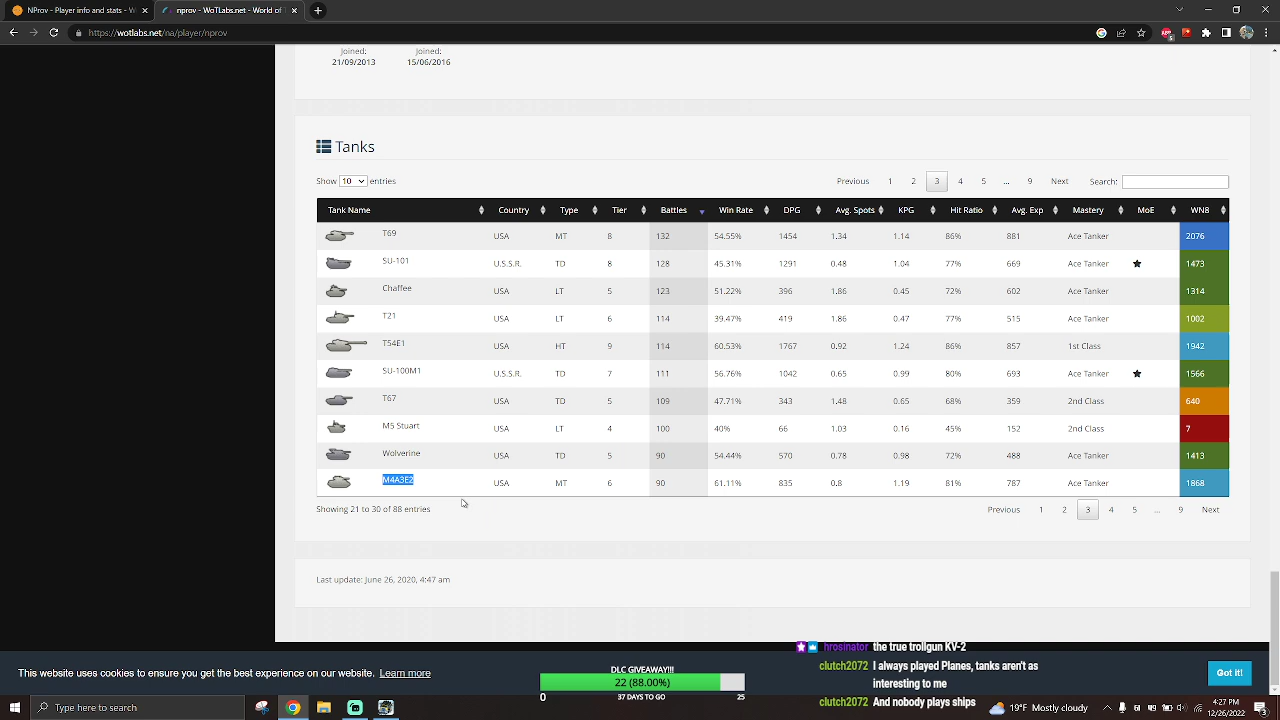 NProv - Player info and stats - Wo
nprov - World of
https://wotlabs.net/na/player/nprov
Joined: Joined:
21/09/2013 15/06/2016
Tanks
Show 10 entries Previous 1 2 3 4 5 ... 9 Next Search:
Tank Name Country Type Tier Battles Win Rate DPG Avg. Spots KPG Hit Ratio Avg. Exp Mastery MoE WN8
T69 USA MT 8 132 54.55% 1454 1.34 1.14 86% 881 Ace Tanker 2076
SU-101 U.S.S.R. TD 8 128 45.31% 1291 0.48 1.04 77% 669 Ace Tanker ★ 1473
Chaffee USA LT 5 123 51.22% 396 1.86 0.45 72% 602 Ace Tanker 1314
T21 USA LT 6 114 39.47% 419 1.86 0.47 77% 515 Ace Tanker 1002
T54E1 USA HT 9 114 60.53% 1767 0.92 1.24 86% 857 1st Class 1942
SU-100M1 U.S.S.R. TD 7 111 56.76% 1042 0.65 0.99 80% 693 Ace Tanker ★ 1566
T67 USA TD 5 109 47.71% 343 1.48 0.65 68% 359 2nd Class 640
M5 Stuart USA LT 4 100 40% 66 1.03 0.16 45% 152 2nd Class 7
Wolverine USA TD 5 90 54.44% 570 0.78 0.98 72% 488 Ace Tanker 1413
M4A3E2 USA MT 6 90 61.11% 835 0.8 1.19 81% 787 Ace Tanker 1868
Showing 21 to 30 of 88 entries Previous 1 2 3 4 5 ... 9 Next
Last update: June 26, 2020, 4:47 am
hrosinator the true trollgun KV-2
clutch2072 I always played Planes, tanks aren't as
interesting to me
clutch2072 And nobody plays ships
This website uses cookies to ensure you get the best experience on our website. Learn more
DLC GIVEAWAY!!!
22 (88.00%)
0 37 DAYS TO GO 25
Got it!
Type here to search
19°F Mostly cloudy
12:27 PM
12/26/2022